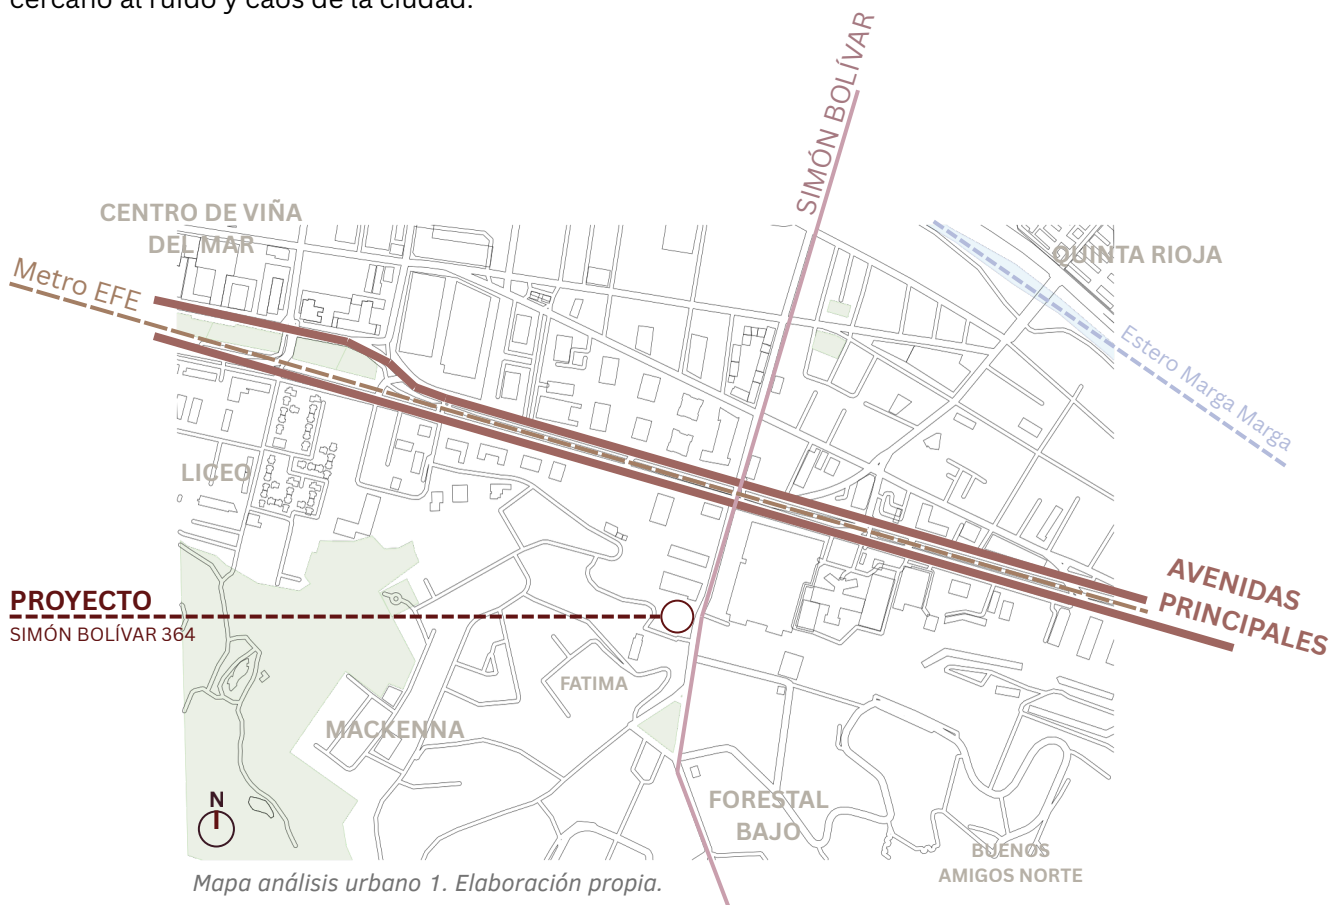 cercano al ruido y caos de la ciudad.
SIMÓN BOLÍVAR
CENTRO DE VIÑA
DEL MAR
QUINTA RIOJA
Metro EFE
Estero Marga Marga
LICEO
AVENIDAS
PRINCIPALES
PROYECTO
SIMÓN BOLÍVAR 364
FATIMA
MACKENNA
N
FORESTAL
BAJO
BUENOS
AMIGOS NORTE
Mapa análisis urbano 1. Elaboración propia.